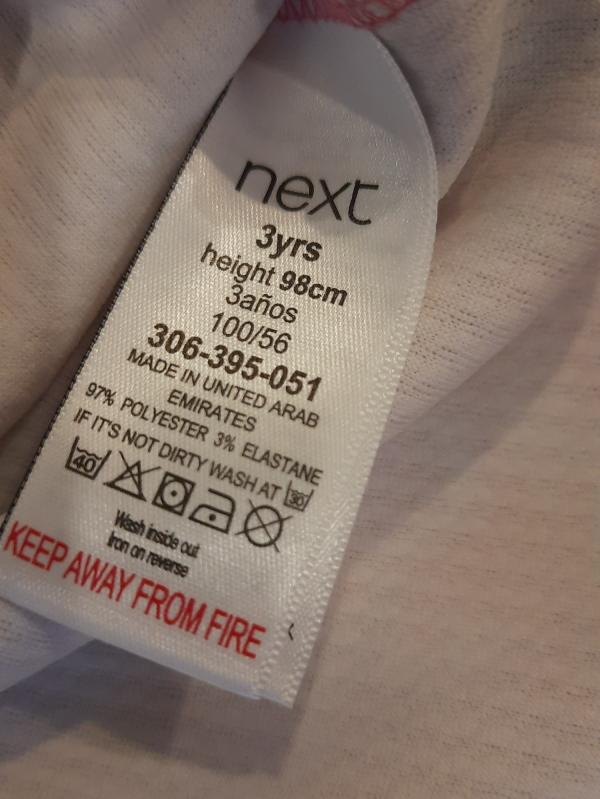 next
3yrs
height 98cm
3años
100/56
306-395-051
MADE IN UNITED ARAB
EMIRATES
97% POLYESTER 3% ELASTANE
IF IT'S NOT DIRTY WASH AT 30
40
Wash inside out
Iron on reverse
KEEP AWAY FROM FIRE